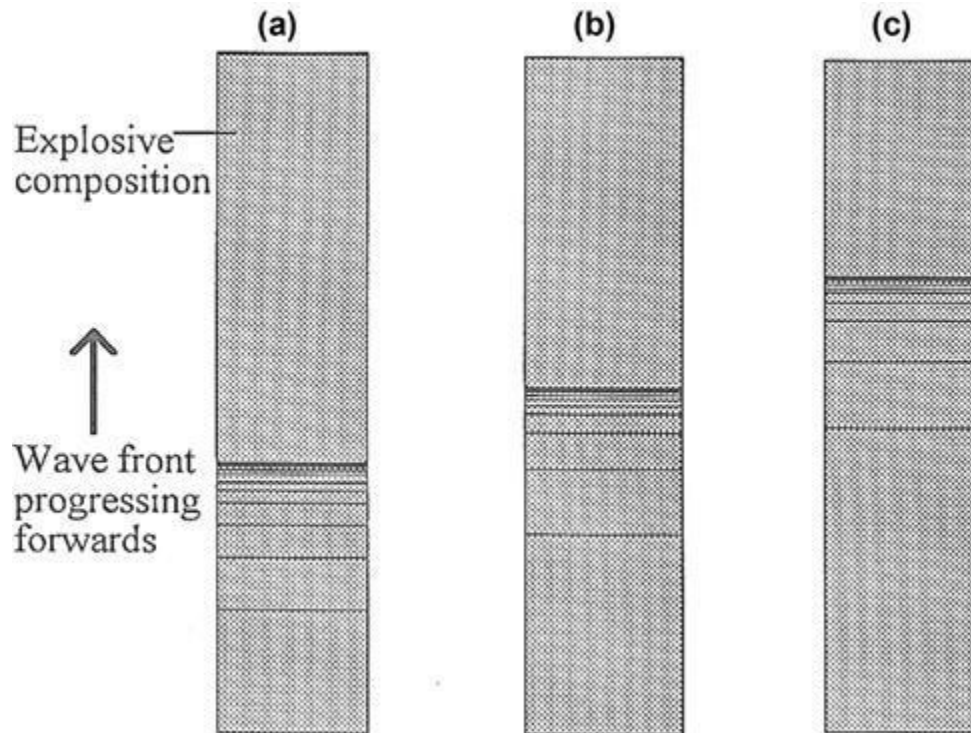 (a)
(b)
(c)
Explosive
composition
Wave front
progressing
forwards